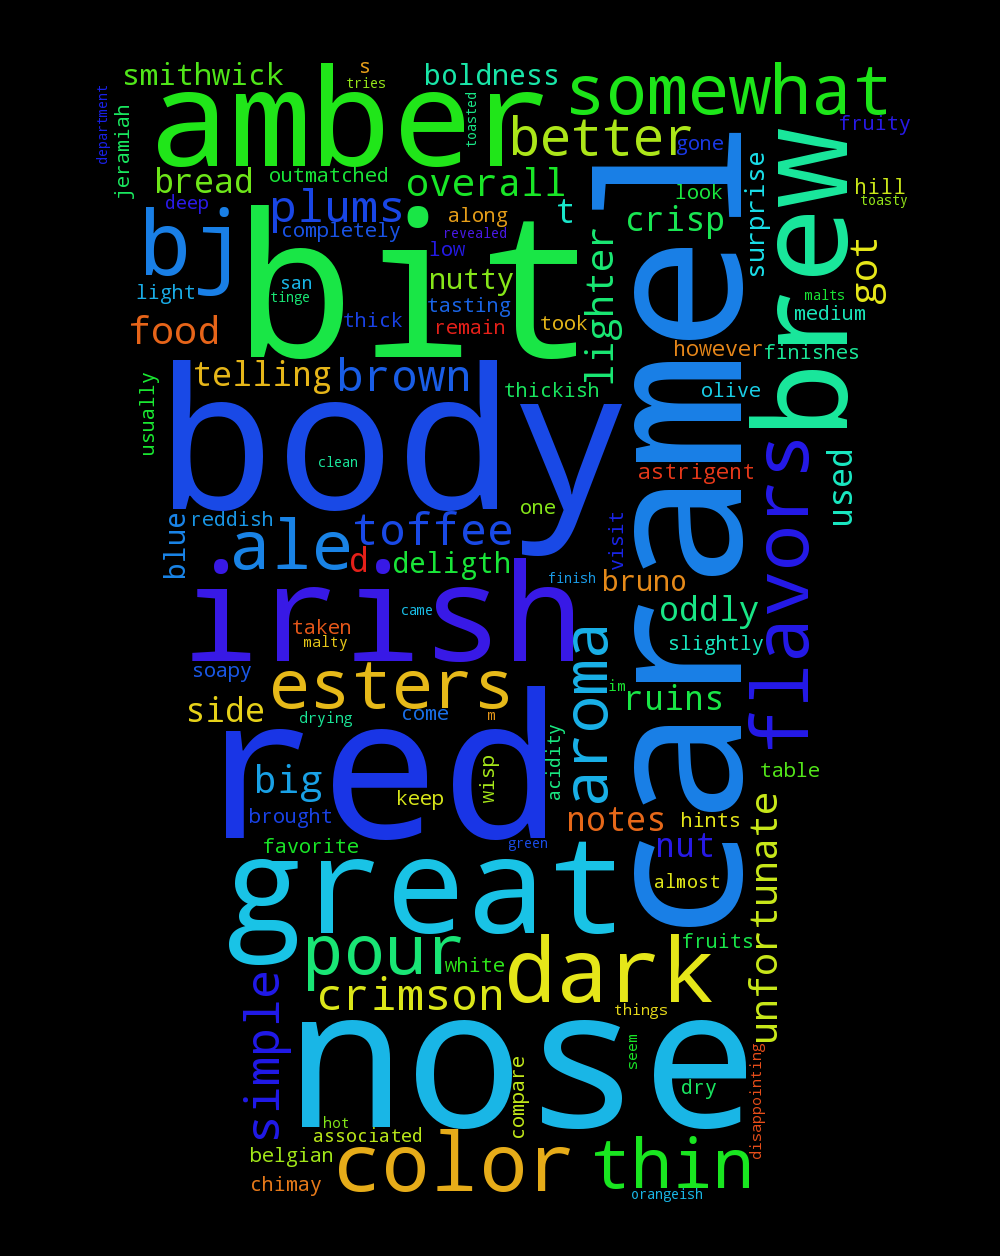 s
smithwick
tries
boldness
somewhat
amber
department
jeramiah
toasted
better
gone
fruity
brew
bread
outmatched
overall
caramel
look
surprise
hill
toasty
deep
plums
along
t
crisp
bj
completely
bit
revealed
low
lighter
got
light
san
tinge
nutty
tasting
malts
medium
food
thick
remain
took
however
finishes
telling
brown
thickish
olive
usually
body
clean
astrigent
flavors
used
blue
reddish
one
ale
toffee
visit
d
deligth
finish
bruno
irish
came
oddly
taken
malty
slightly
soapy
esters
aroma
im
ruins
side
drying
come
m
red
big
wisp
acidity
table
keep
brought
notes
hints
unfortunate
favorite
green
nut
great
almost
pour
white
dark
fruits
simple
crimson
things
nose
seem
compare
dry
disappointing
hot
associated
belgian
color
thin
chimay
orangeish